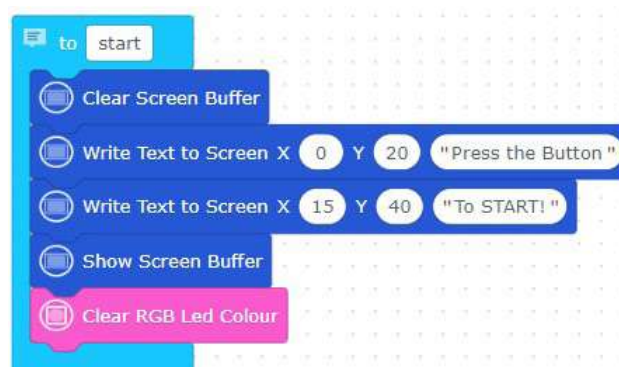 to start
Clear Screen Buffer
Write Text to Screen X 0 Y 20 "Press the Button"
Write Text to Screen X 15 Y 40 "To START!"
Show Screen Buffer
Clear RGB Led Colour